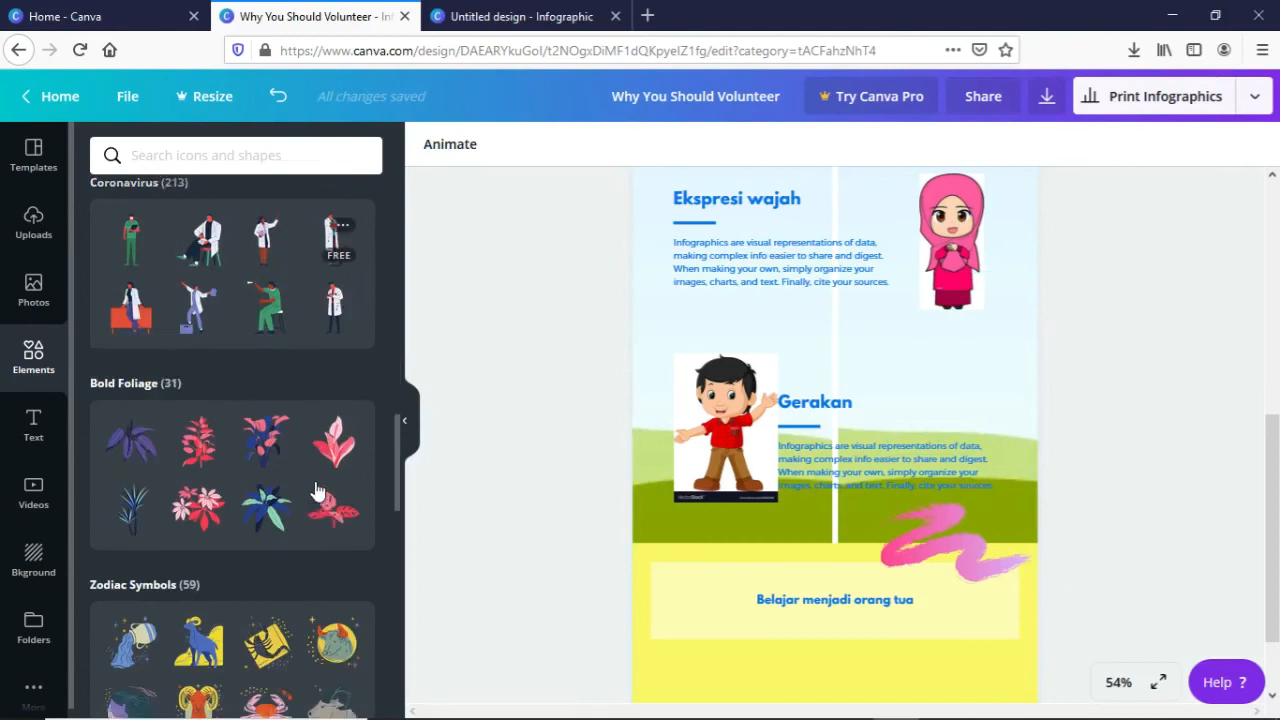 Home - Canva
Why You Should Volunteer - Inf
Untitled design - Infographic
https://www.canva.com/design/DAEARYkuGoI/t2NOgxDiMF1dQKpyeIZ1fg/edit?category=tACFahzNhT4
Home
File
Resize
All changes saved
Why You Should Volunteer
Try Canva Pro
Share
Print Infographics
Templates
Uploads
Photos
Elements
Text
Videos
Bkground
Folders
More
Search icons and shapes
Coronavirus (213)
FREE
Bold Foliage (31)
Zodiac Symbols (59)
Animate
Ekspresi wajah
Infographics are visual representations of data,
making complex info easier to share and digest.
When making your own, simply organize your
images, charts, and text. Finally, cite your sources.
Gerakan
Infographics are visual representations of data,
making complex info easier to share and digest.
When making your own, simply organize your
images, charts, and text. Finally, cite your sources.
VectorStock
Belajar menjadi orang tua
54%
Help ?